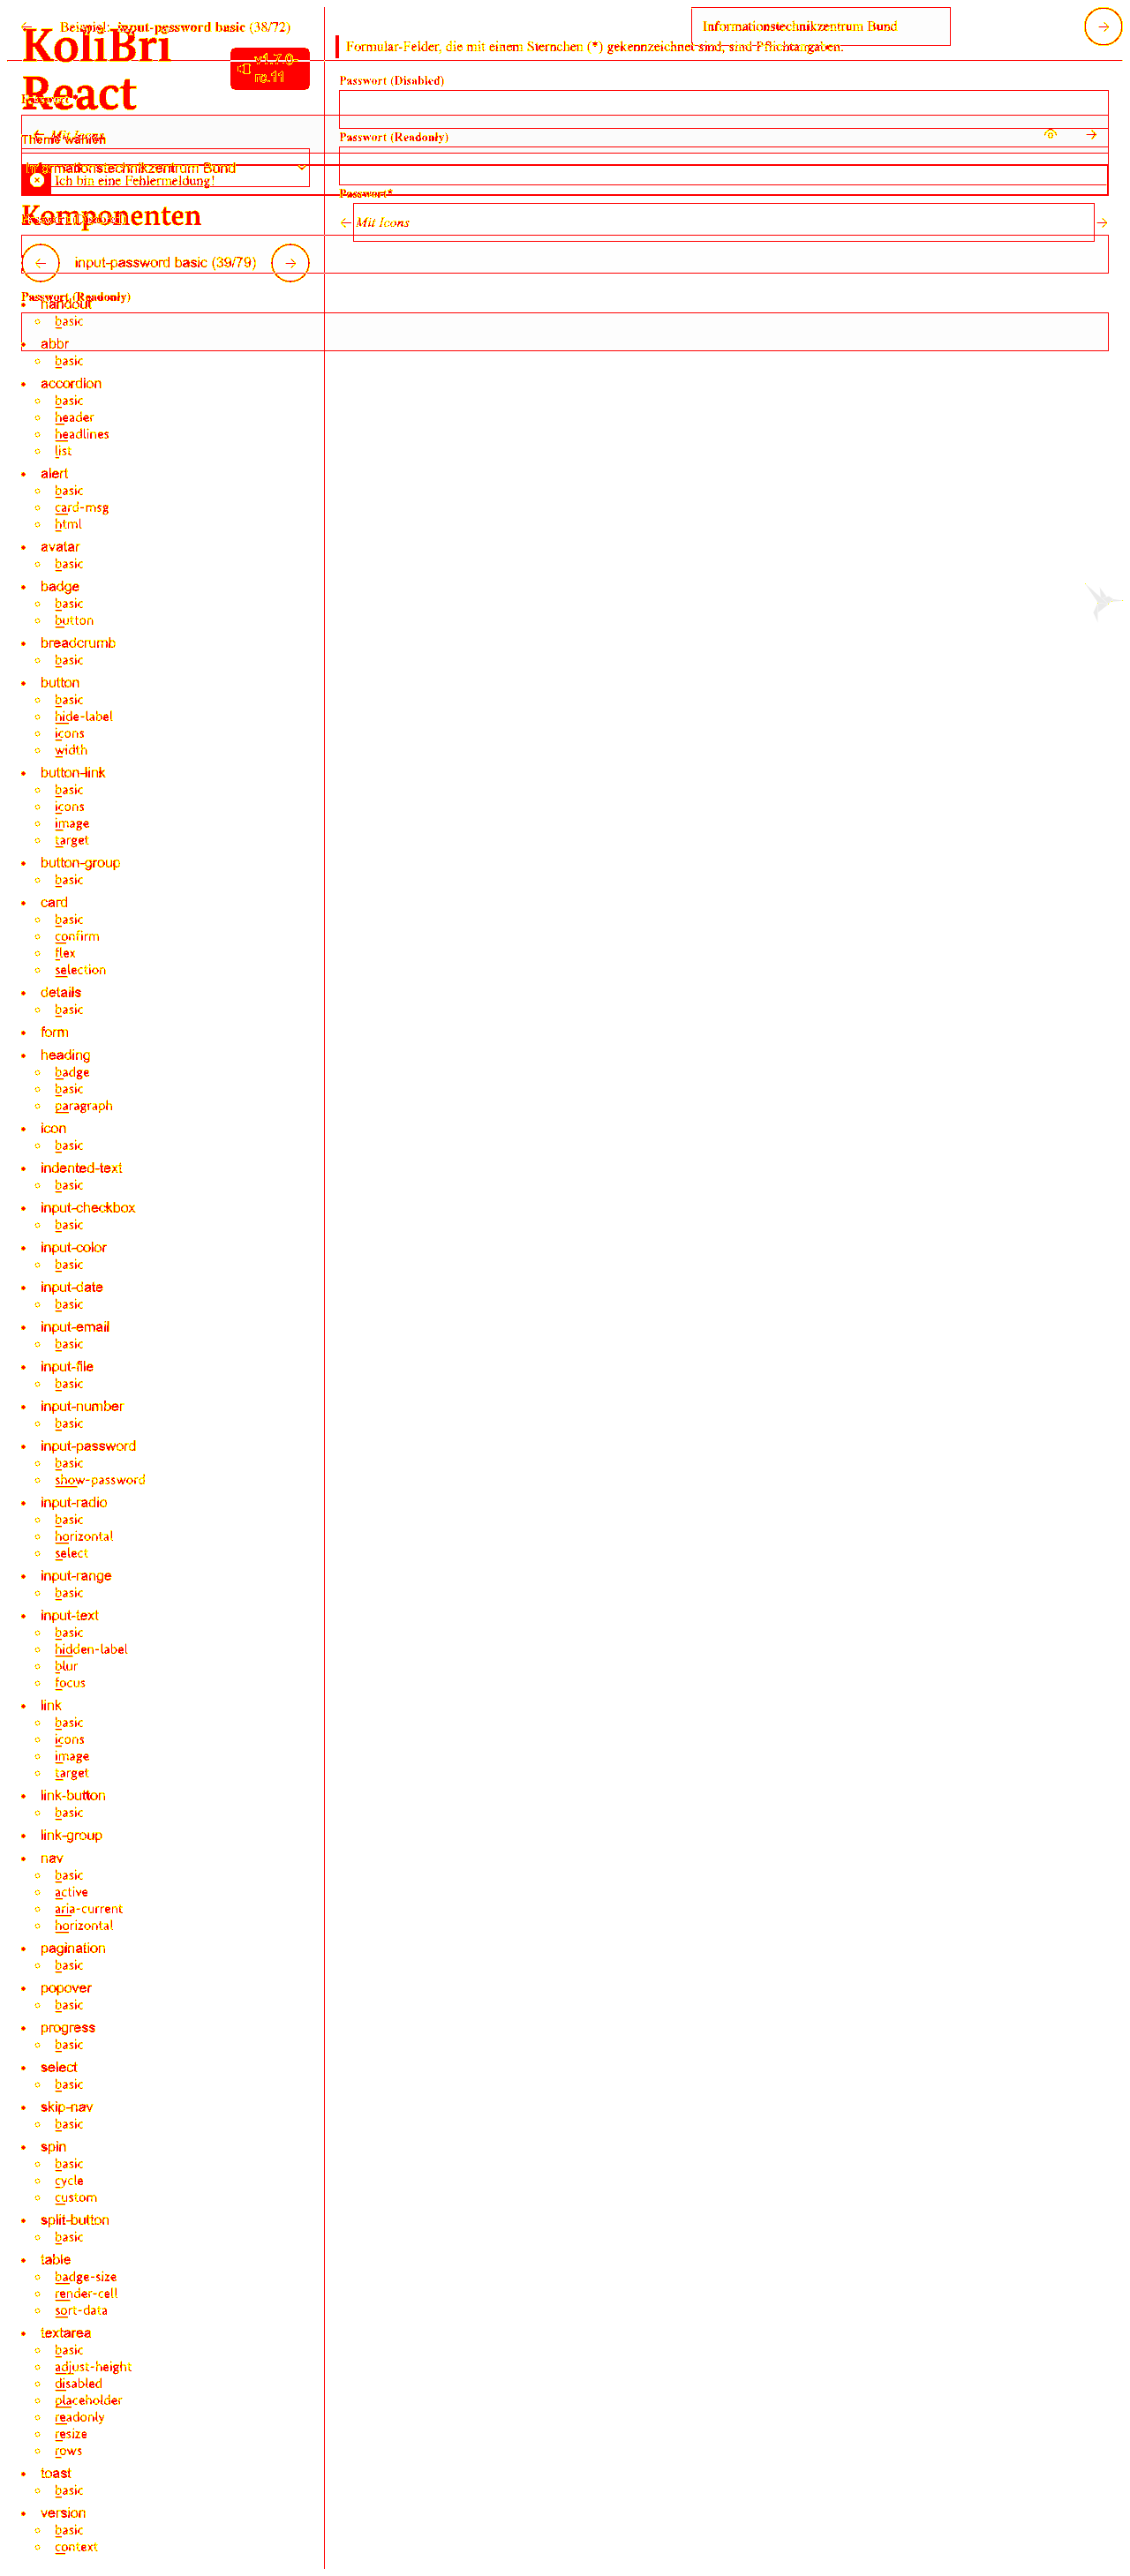 Beispiel: input-password basic (38/72)
Informationstechnikzentrum Bund
KoliBri
React
v1.7.0-
rc.11
Formular-Felder, die mit einem Sternchen (*) gekennzeichnet sind, sind Pflichtangaben.
Passwort (Disabled)
Passwort*
Mit Icons
Theme wählen
Passwort (Readonly)
Informationstechnikzentrum Bund
Ich bin eine Fehlermeldung!
Passwort*
Komponenten
Mit Icons
input-password basic (39/79)
Passwort (Readonly)
handout
basic
abbr
basic
accordion
basic
header
headlines
list
alert
basic
card-msg
html
avatar
basic
badge
basic
button
breadcrumb
basic
button
basic
hide-label
icons
width
button-link
basic
icons
image
target
button-group
basic
card
basic
confirm
flex
selection
details
basic
form
heading
badge
basic
paragraph
icon
basic
indented-text
basic
input-checkbox
basic
input-color
basic
input-date
basic
input-email
basic
input-file
basic
input-number
basic
input-password
basic
show-password
input-radio
basic
horizontal
select
input-range
basic
input-text
basic
hidden-label
blur
focus
link
basic
icons
image
target
link-button
basic
link-group
nav
basic
active
aria-current
horizontal
pagination
basic
popover
basic
progress
basic
select
basic
skip-nav
basic
spin
basic
cycle
custom
split-button
basic
table
badge-size
render-cell
sort-data
textarea
basic
adjust-height
disabled
placeholder
readonly
resize
rows
toast
basic
version
basic
context